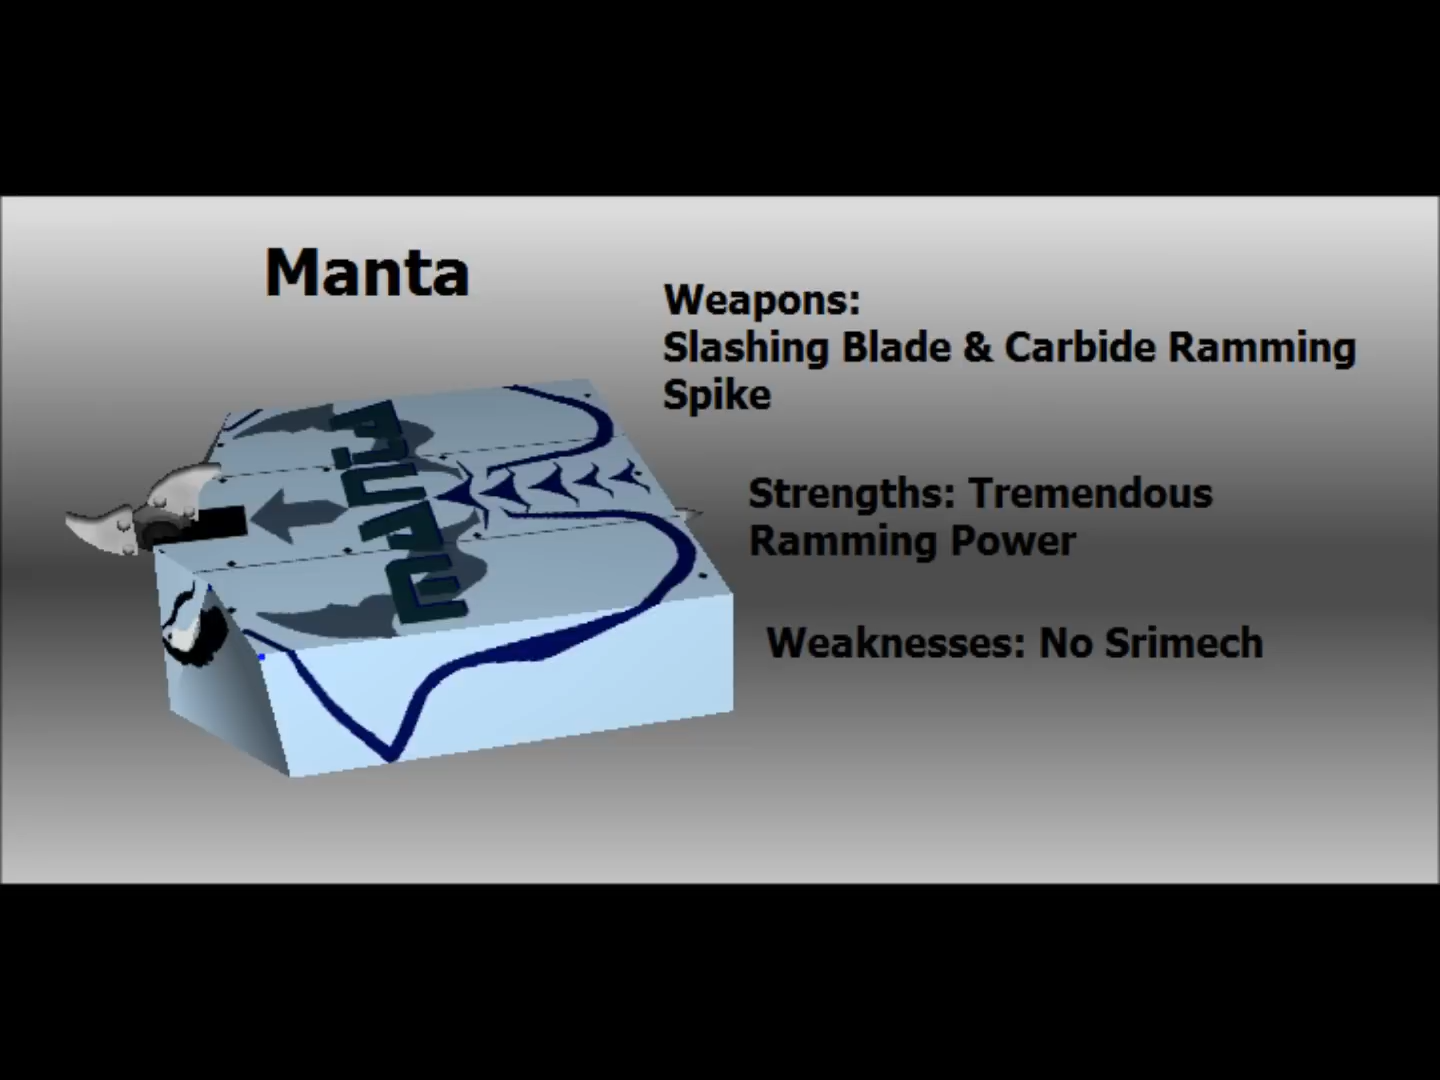 Manta
Weapons:
Slashing Blade & Carbide Ramming
Spike
Strengths: Tremendous
Ramming Power
Weaknesses: No Srimech